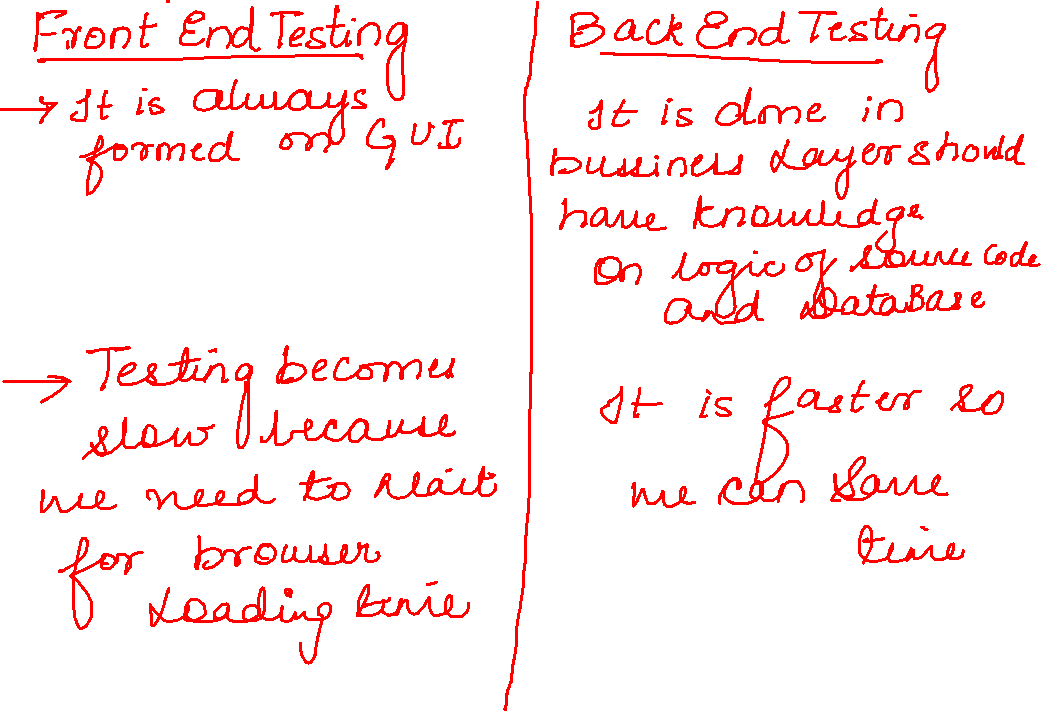 Front End Testing
→ It is always
formed on GUI
→ Testing becomes
slow because
we need to wait
for browser
Loading time
Back End Testing
It is done in
bussiness Layer should
have knowledge
On logic of source code
and DataBase
It is faster so
we can save
time